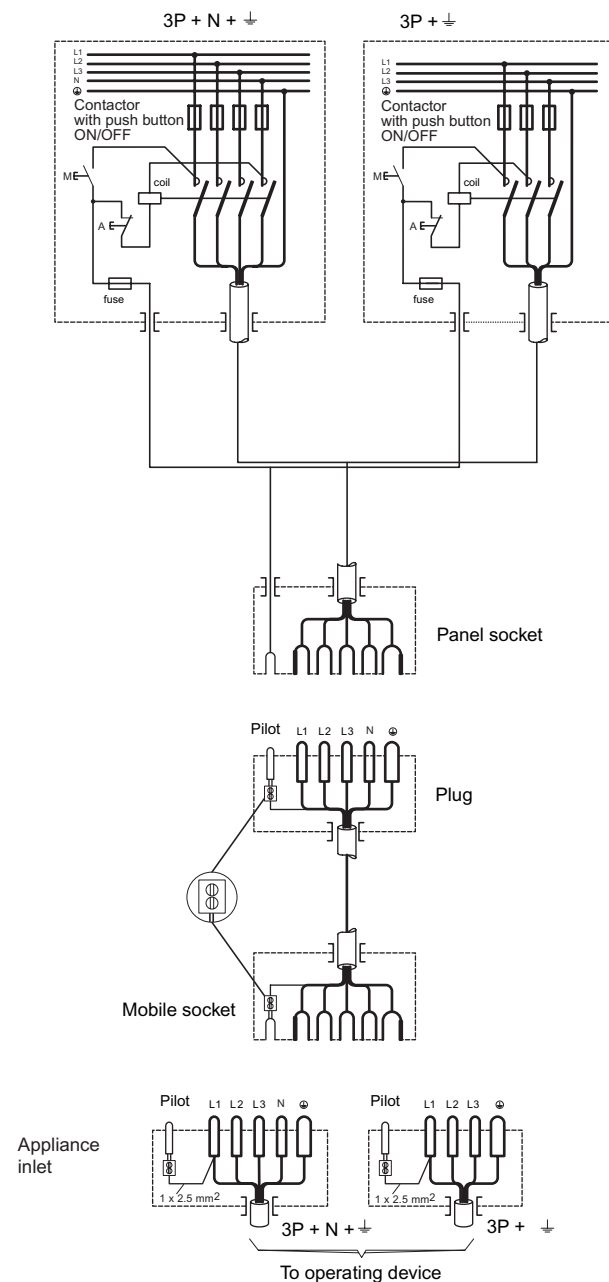 3P + N + ⏚
3P + ⏚
L1
L2
L3
N
⏚
Contactor
with push button
ON/OFF
M
coil
A
fuse
L1
L2
L3
⏚
Contactor
with push button
ON/OFF
M
coil
A
fuse
Panel socket
Pilot L1 L2 L3 N ⏚
Plug
Mobile socket
Pilot L1 L2 L3 N ⏚
Pilot L1 L2 L3 ⏚
Appliance
inlet
1 x 2.5 mm²
1 x 2.5 mm²
3P + N + ⏚
3P + ⏚
To operating device